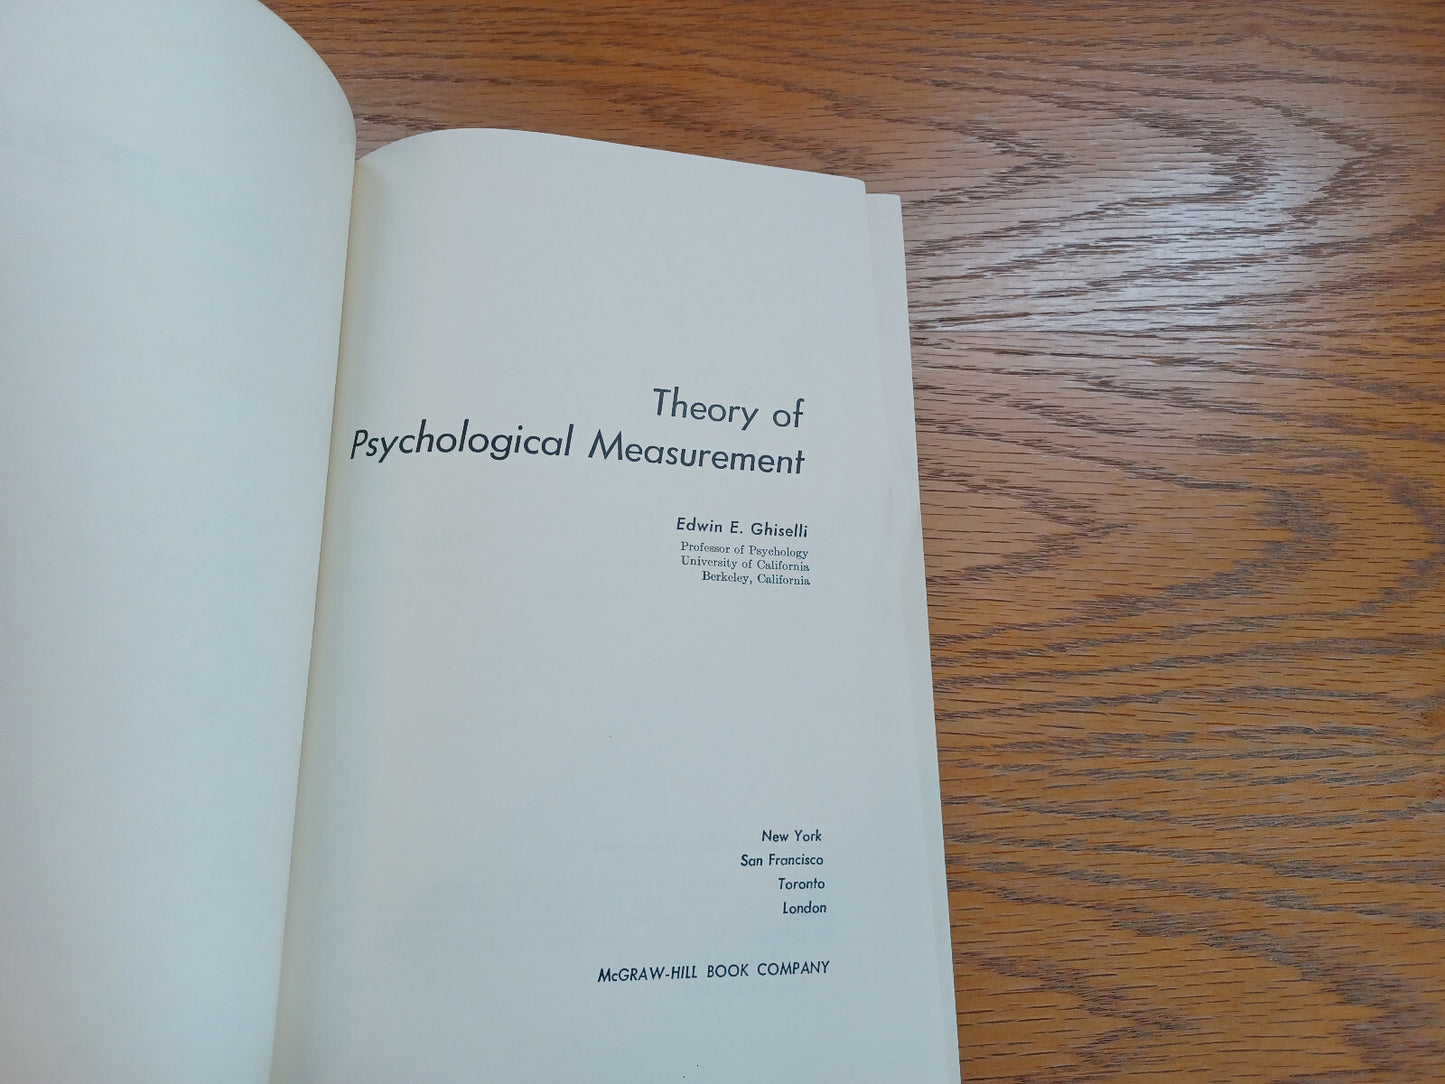 Theory of
Psychological Measurement
Edwin E. Ghiselli
Professor of Psychology
University of California
Berkeley, California
New York
San Francisco
Toronto
London
McGRAW-HILL BOOK COMPANY